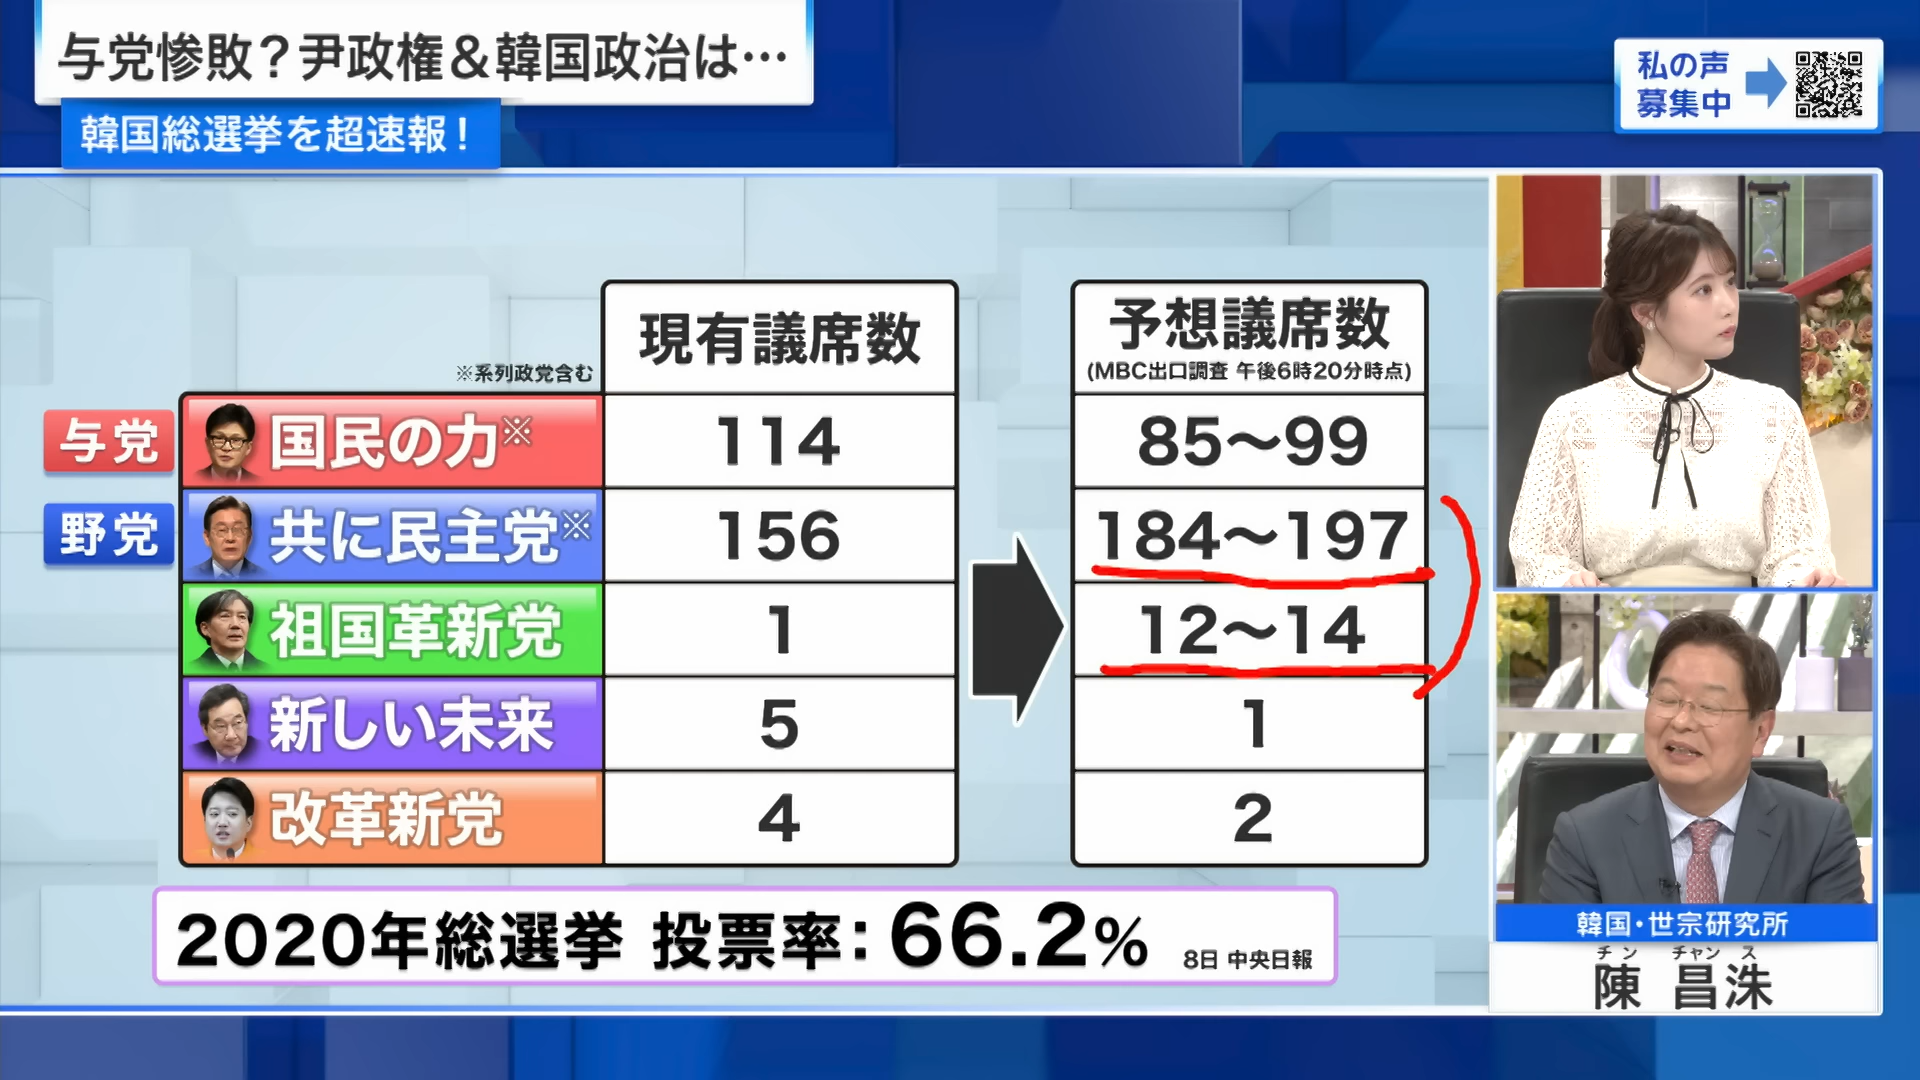 与党惨敗？尹政権＆韓国政治は…
韓国総選挙を超速報！
私の声
募集中
現有議席数
予想議席数
(MBC出口調査 午後6時20分時点)
※系列政党含む
与党 国民の力※ 114 85〜99
野党 共に民主党※ 156 184〜197
祖国革新党 1 12〜14
新しい未来 5 1
改革新党 4 2
2020年総選挙 投票率：66.2% 8日 中央日報
韓国・世宗研究所
チン チャン ス
陳 昌洙